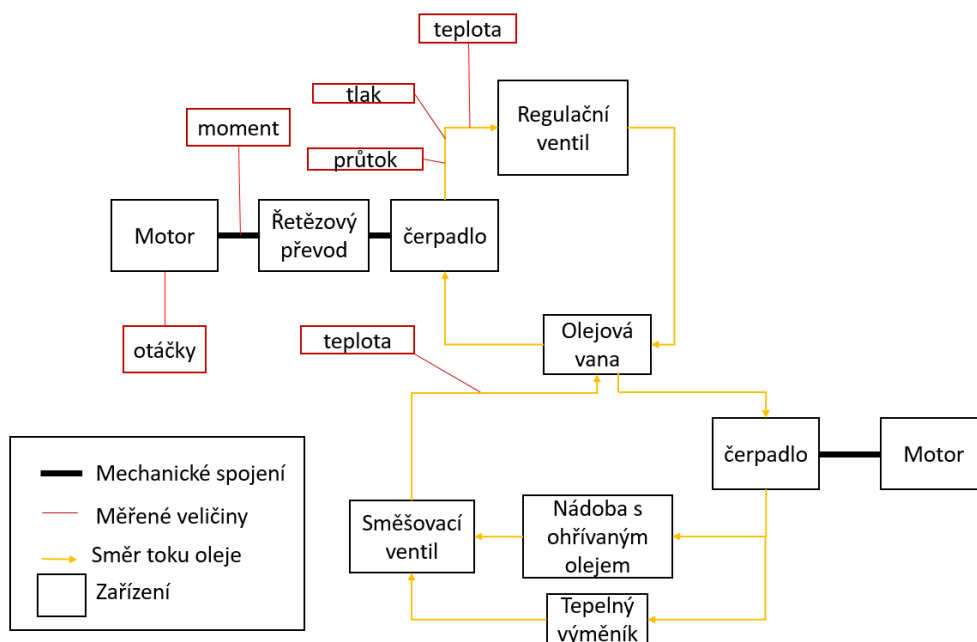 teplota
tlak
Regulační
ventil
moment
průtok
Motor
Řetězový
převod
čerpadlo
otáčky
teplota
Olejová
vana
čerpadlo
Motor
Mechanické spojení
Měřené veličiny
Směr toku oleje
Zařízení
Směšovací
ventil
Nádoba s
ohřívaným
olejem
Tepelný
výměník